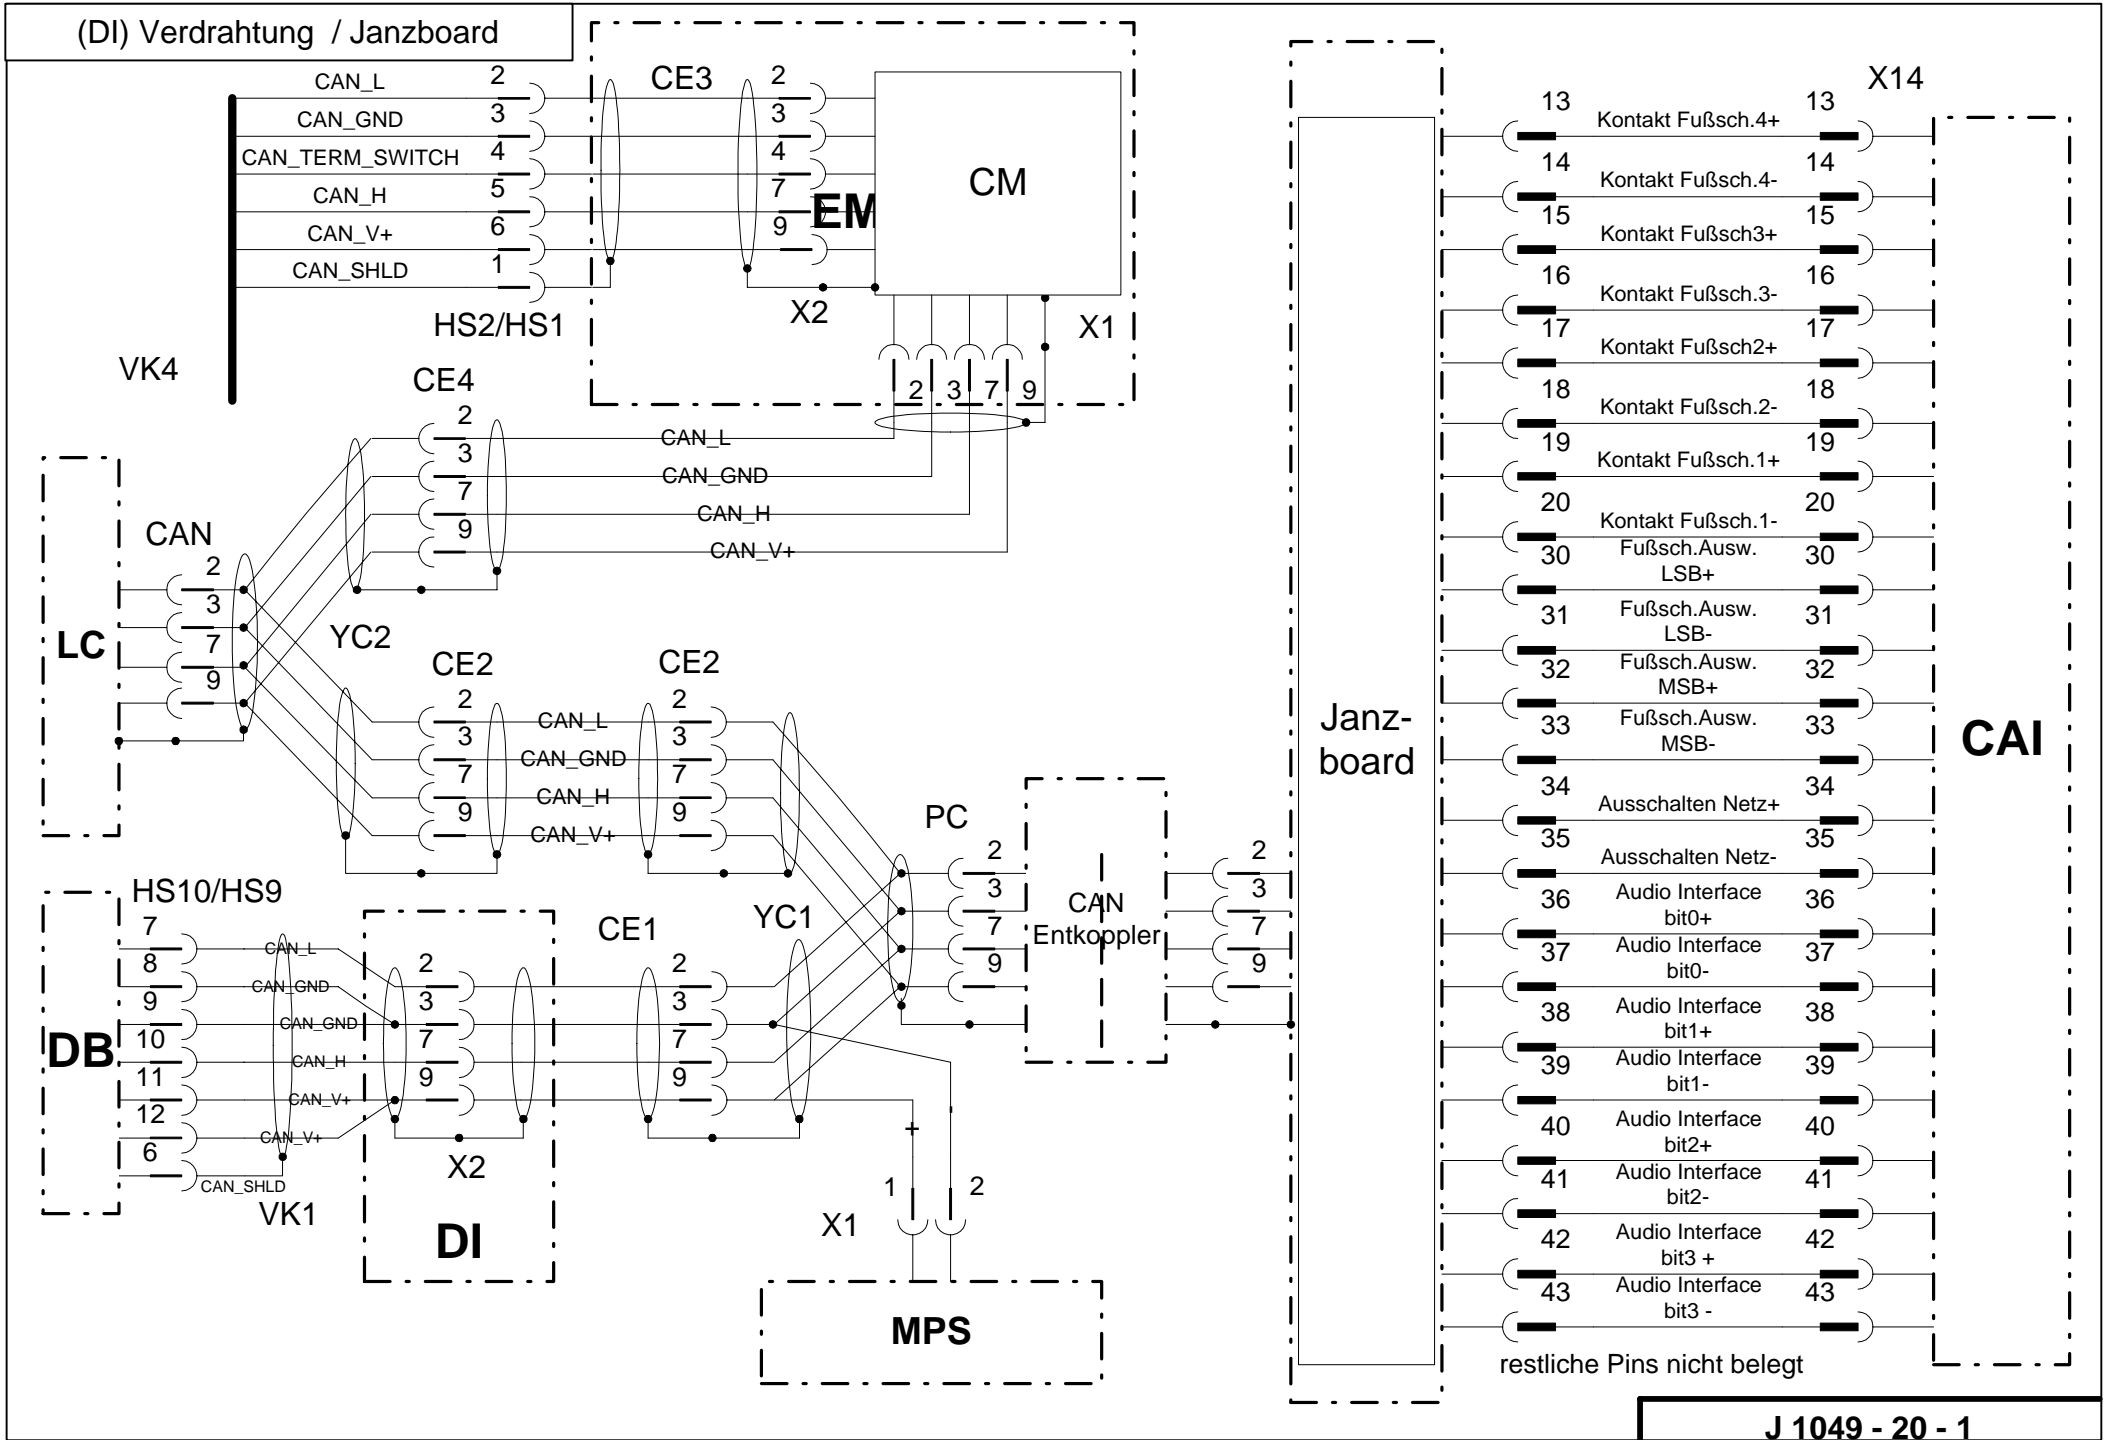 (DI) Verdrahtung / Janzboard
CAN_L 2
CAN_GND 3
CAN_TERM_SWITCH 4
CAN_H 5
CAN_V+ 6
CAN_SHLD 1
HS2/HS1
VK4
CE3
2
3
4
7
9
EM
CM
X2
X1
2 3 7 9
CE4
2
3
7
9
CAN_L
CAN_GND
CAN_H
CAN_V+
LC
CAN
2
3
7
9
YC2
CE2
2
3
7
9
CAN_L
CAN_GND
CAN_H
CAN_V+
CE2
2
3
7
9
DB
HS10/HS9
7
8
9
10
11
12
6
CAN_L
CAN_GND
CAN_GND
CAN_H
CAN_V+
CAN_V+
CAN_SHLD
VK1
2
3
7
9
X2
DI
CE1
2
3
7
9
YC1
PC
2
3
7
9
CAN
Entkoppler
2
3
7
9
+
-
1 2
X1
MPS
Janz-
board
X14
13 Kontakt Fußsch.4+ 13
14 Kontakt Fußsch.4- 14
15 Kontakt Fußsch3+ 15
16 Kontakt Fußsch.3- 16
17 Kontakt Fußsch2+ 17
18 Kontakt Fußsch.2- 18
19 Kontakt Fußsch.1+ 19
20 Kontakt Fußsch.1- 20
30 Fußsch.Ausw. 30
LSB+
31 Fußsch.Ausw. 31
LSB-
32 Fußsch.Ausw. 32
MSB+
33 Fußsch.Ausw. 33
MSB-
34 Ausschalten Netz+ 34
35 Ausschalten Netz- 35
36 Audio Interface 36
bit0+
37 Audio Interface 37
bit0-
38 Audio Interface 38
bit1+
39 Audio Interface 39
bit1-
40 Audio Interface 40
bit2+
41 Audio Interface 41
bit2-
42 Audio Interface 42
bit3 +
43 Audio Interface 43
bit3 -
CAI
restliche Pins nicht belegt
J 1049 - 20 - 1